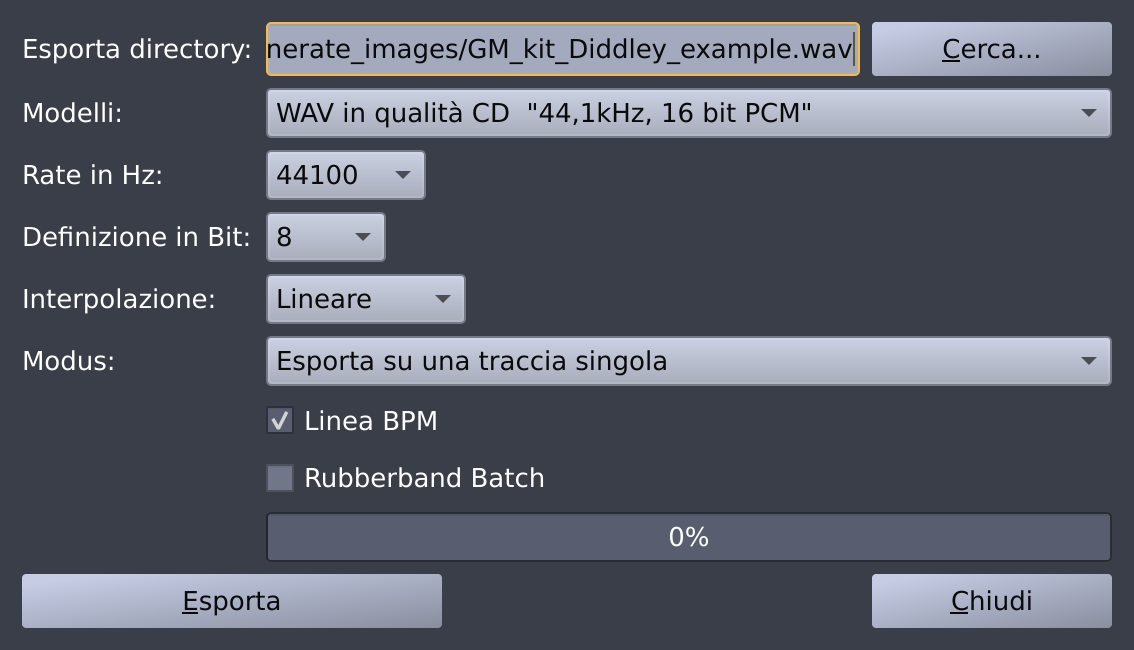 Esporta directory: nerate_images/GM_kit_Diddley_example.wav Cerca...
Modelli: WAV in qualità CD "44,1kHz, 16 bit PCM"
Rate in Hz: 44100
Definizione in Bit: 8
Interpolazione: Lineare
Modus: Esporta su una traccia singola
Linea BPM
Rubberband Batch
0%
Esporta Chiudi